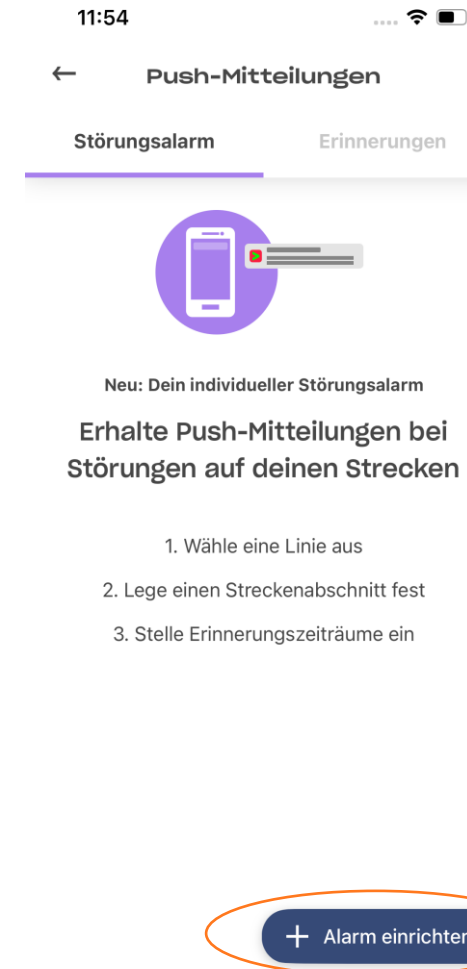 11:54
Push-Mitteilungen
Störungsalarm
Erinnerungen
Neu: Dein individueller Störungsalarm
Erhalte Push-Mitteilungen bei
Störungen auf deinen Strecken
1. Wähle eine Linie aus
2. Lege einen Streckenabschnitt fest
3. Stelle Erinnerungszeiträume ein
+ Alarm einrichten